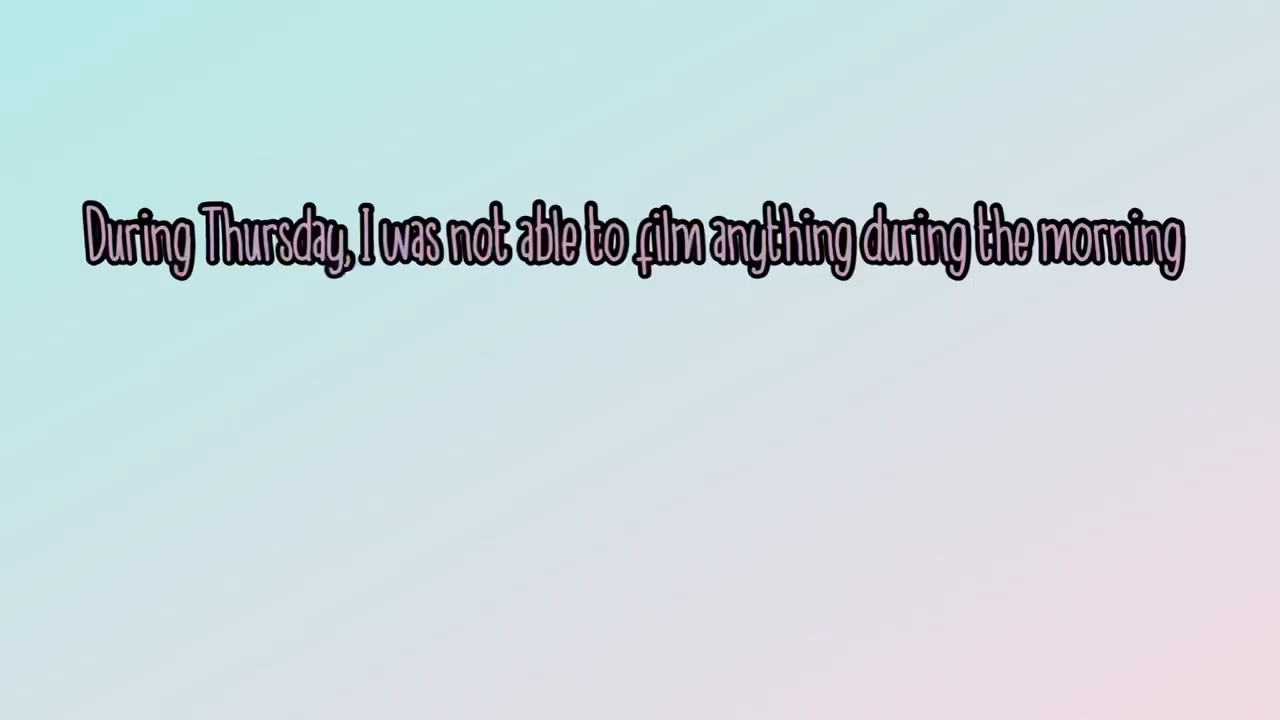 During Thursday, I was not able to film anything during the morning